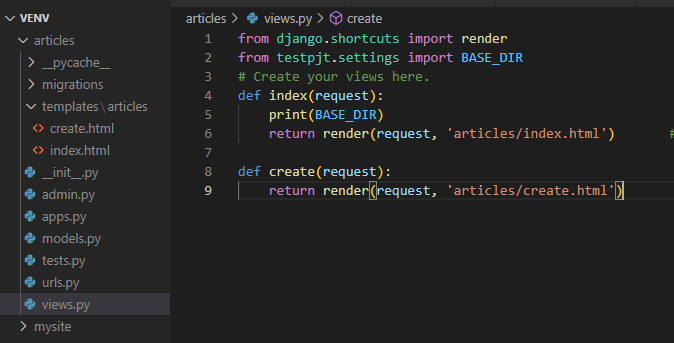 VENV
articles
__pycache__
migrations
templates\articles
create.html
index.html
__init__.py
admin.py
apps.py
models.py
tests.py
urls.py
views.py
mysite
articles > views.py > create
1 from django.shortcuts import render
2 from testpjt.settings import BASE_DIR
3 # Create your views here.
4 def index(request):
5 print(BASE_DIR)
6 return render(request, 'articles/index.html') #
7
8 def create(request):
9 return render(request, 'articles/create.html')